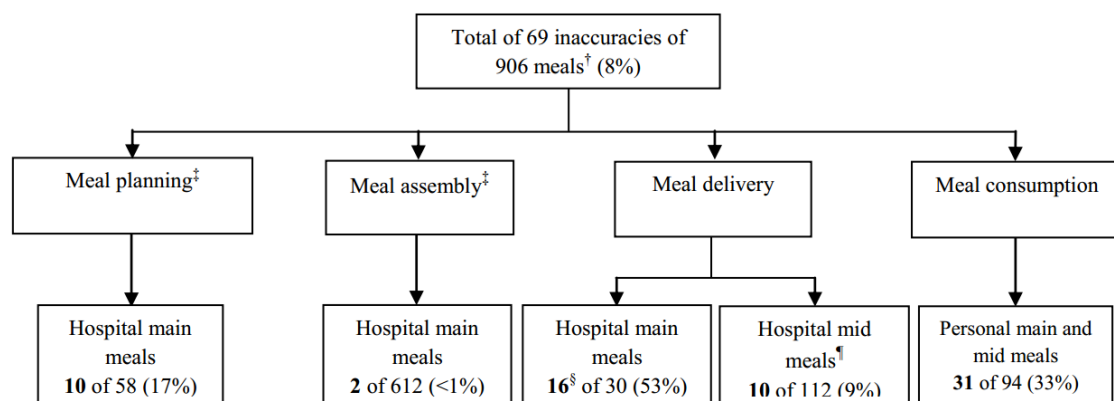 Total of 69 inaccuracies of
906 meals† (8%)
Meal planning‡
Meal assembly‡
Meal delivery
Meal consumption
Hospital main
meals
10 of 58 (17%)
Hospital main
meals
2 of 612 (<1%)
Hospital main
meals
16§ of 30 (53%)
Hospital mid
meals¶
10 of 112 (9%)
Personal main and
mid meals
31 of 94 (33%)